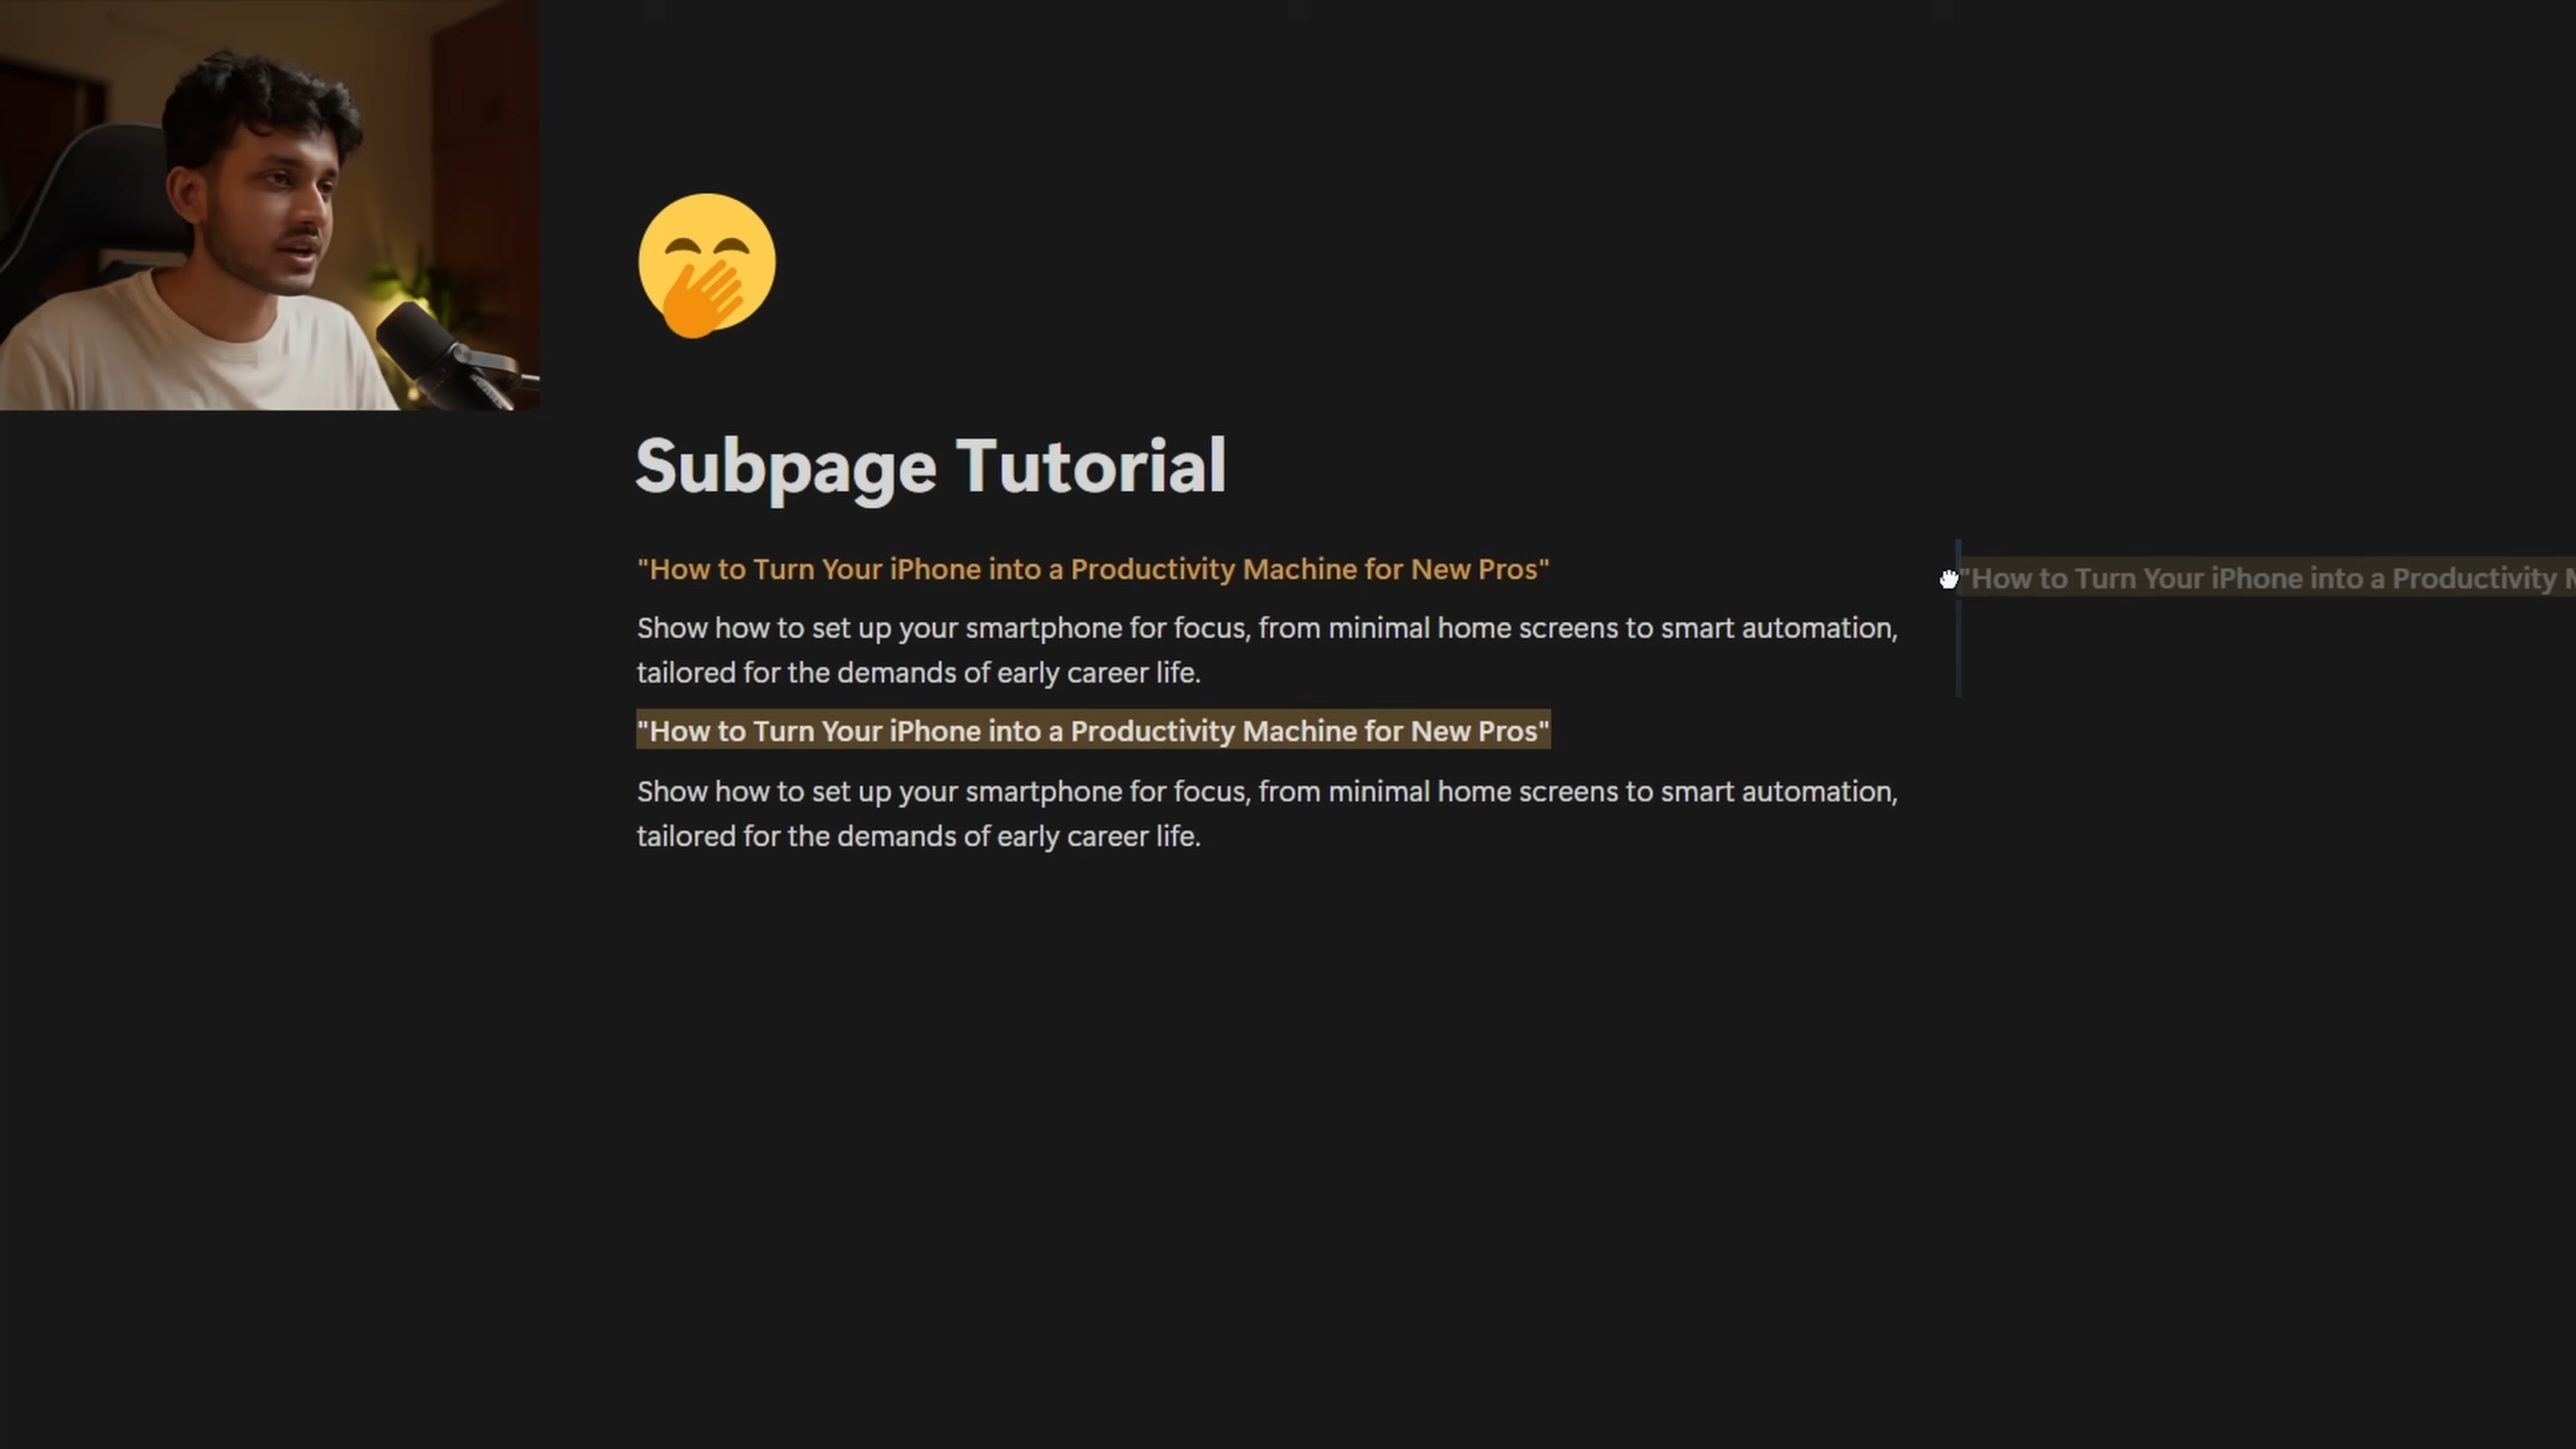 Subpage Tutorial
"How to Turn Your iPhone into a Productivity Machine for New Pros"
"How to Turn Your iPhone into a Productivity
Show how to set up your smartphone for focus, from minimal home screens to smart automation,
tailored for the demands of early career life.
"How to Turn Your iPhone into a Productivity Machine for New Pros"
Show how to set up your smartphone for focus, from minimal home screens to smart automation,
tailored for the demands of early career life.